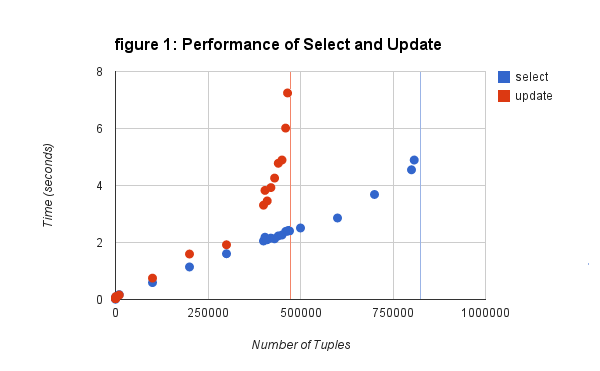 figure 1: Performance of Select and Update
select
update
8
6
4
2
0
0 250000 500000 750000 1000000
Time (seconds)
Number of Tuples